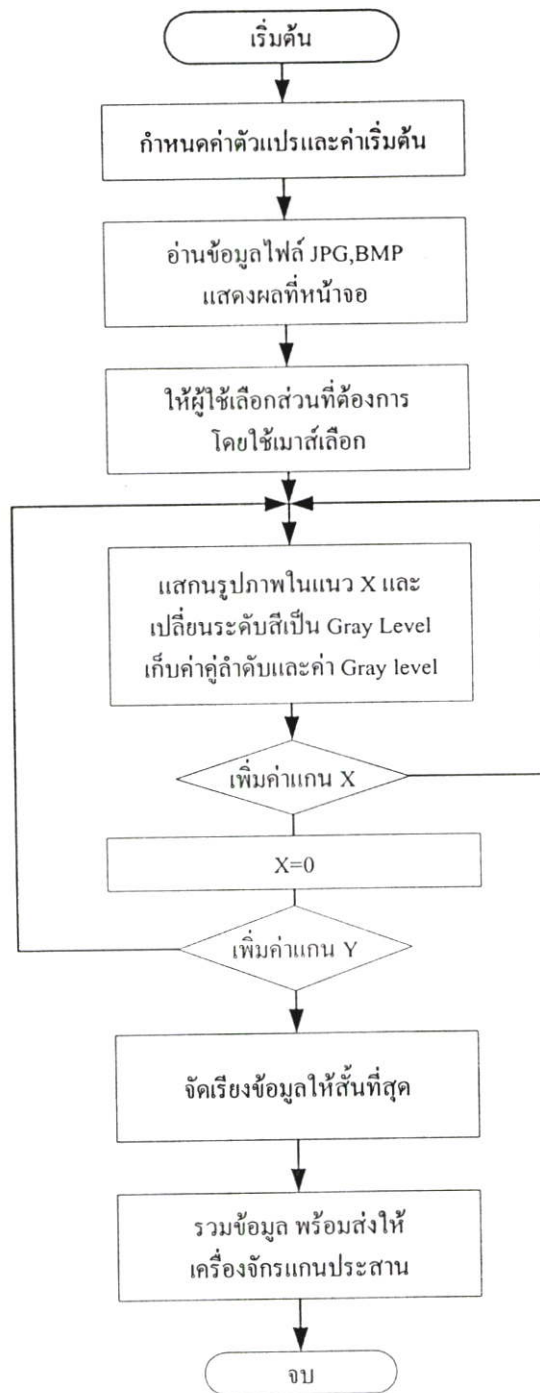 เริ่มต้น
กำหนดค่าตัวแปรและค่าเริ่มต้น
อ่านข้อมูลไฟล์ JPG,BMP
แสดงผลที่หน้าจอ
ให้ผู้ใช้เลือกส่วนที่ต้องการ
โดยใช้เมาส์เลือก
แสกนรูปภาพในแนว X และ
เปลี่ยนระดับสีเป็น Gray Level
เก็บค่าคู่ลำดับและค่า Gray level
เพิ่มค่าแกน X
X=0
เพิ่มค่าแกน Y
จัดเรียงข้อมูลให้สั้นที่สุด
รวมข้อมูล พร้อมส่งให้
เครื่องจักรแกนประสาน
จบ